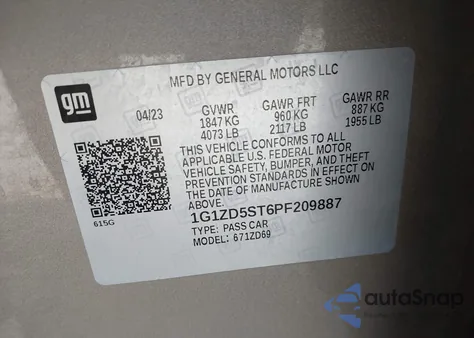 MFD BY GENERAL MOTORS LLC
gm
04/23 GVWR GAWR FRT GAWR RR
1847 KG 960 KG 887 KG
4073 LB 2117 LB 1955 LB
THIS VEHICLE CONFORMS TO ALL
APPLICABLE U.S. FEDERAL MOTOR
VEHICLE SAFETY, BUMPER, AND THEFT
PREVENTION STANDARDS IN EFFECT ON
THE DATE OF MANUFACTURE SHOWN
ABOVE.
1G1ZD5ST6PF209887
615G
TYPE: PASS CAR
MODEL: 671ZD69
autoSnap